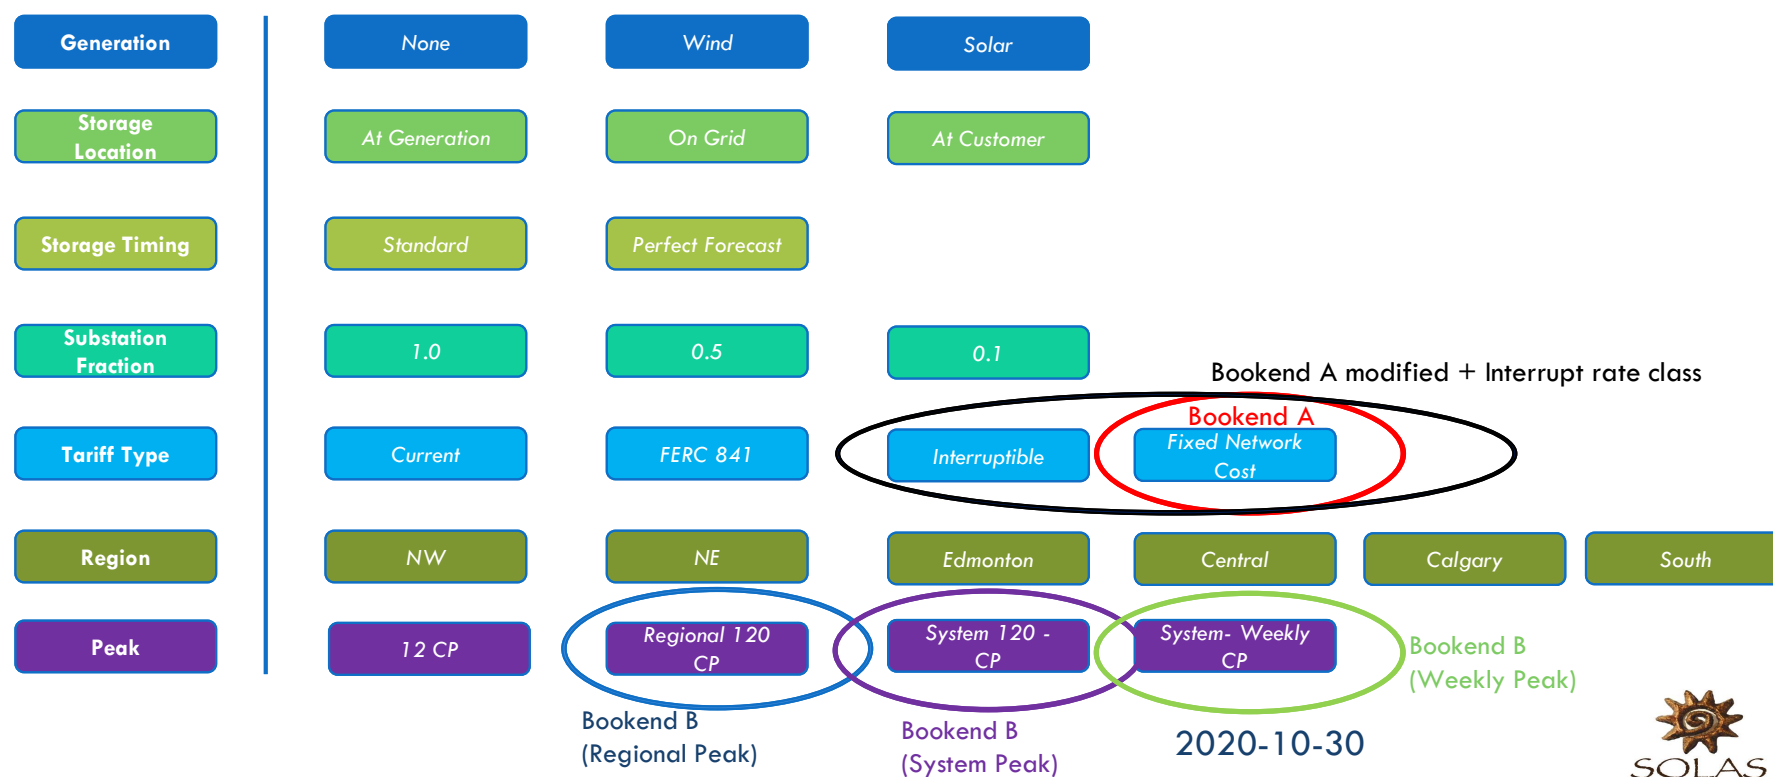 Generation
None
Wind
Solar
Storage
Location
At Generation
On Grid
At Customer
Storage Timing
Standard
Perfect Forecast
Substation
Fraction
1.0
0.5
0.1
Bookend A modified + Interrupt rate class
Bookend A
Tariff Type
Current
FERC 841
Interruptible
Fixed Network
Cost
Region
NW
NE
Edmonton
Central
Calgary
South
Peak
12 CP
Regional 120
CP
System 120 -
CP
System- Weekly
CP
Bookend B
(Weekly Peak)
Bookend B
(Regional Peak)
Bookend B
(System Peak)
2020-10-30
SOLAS